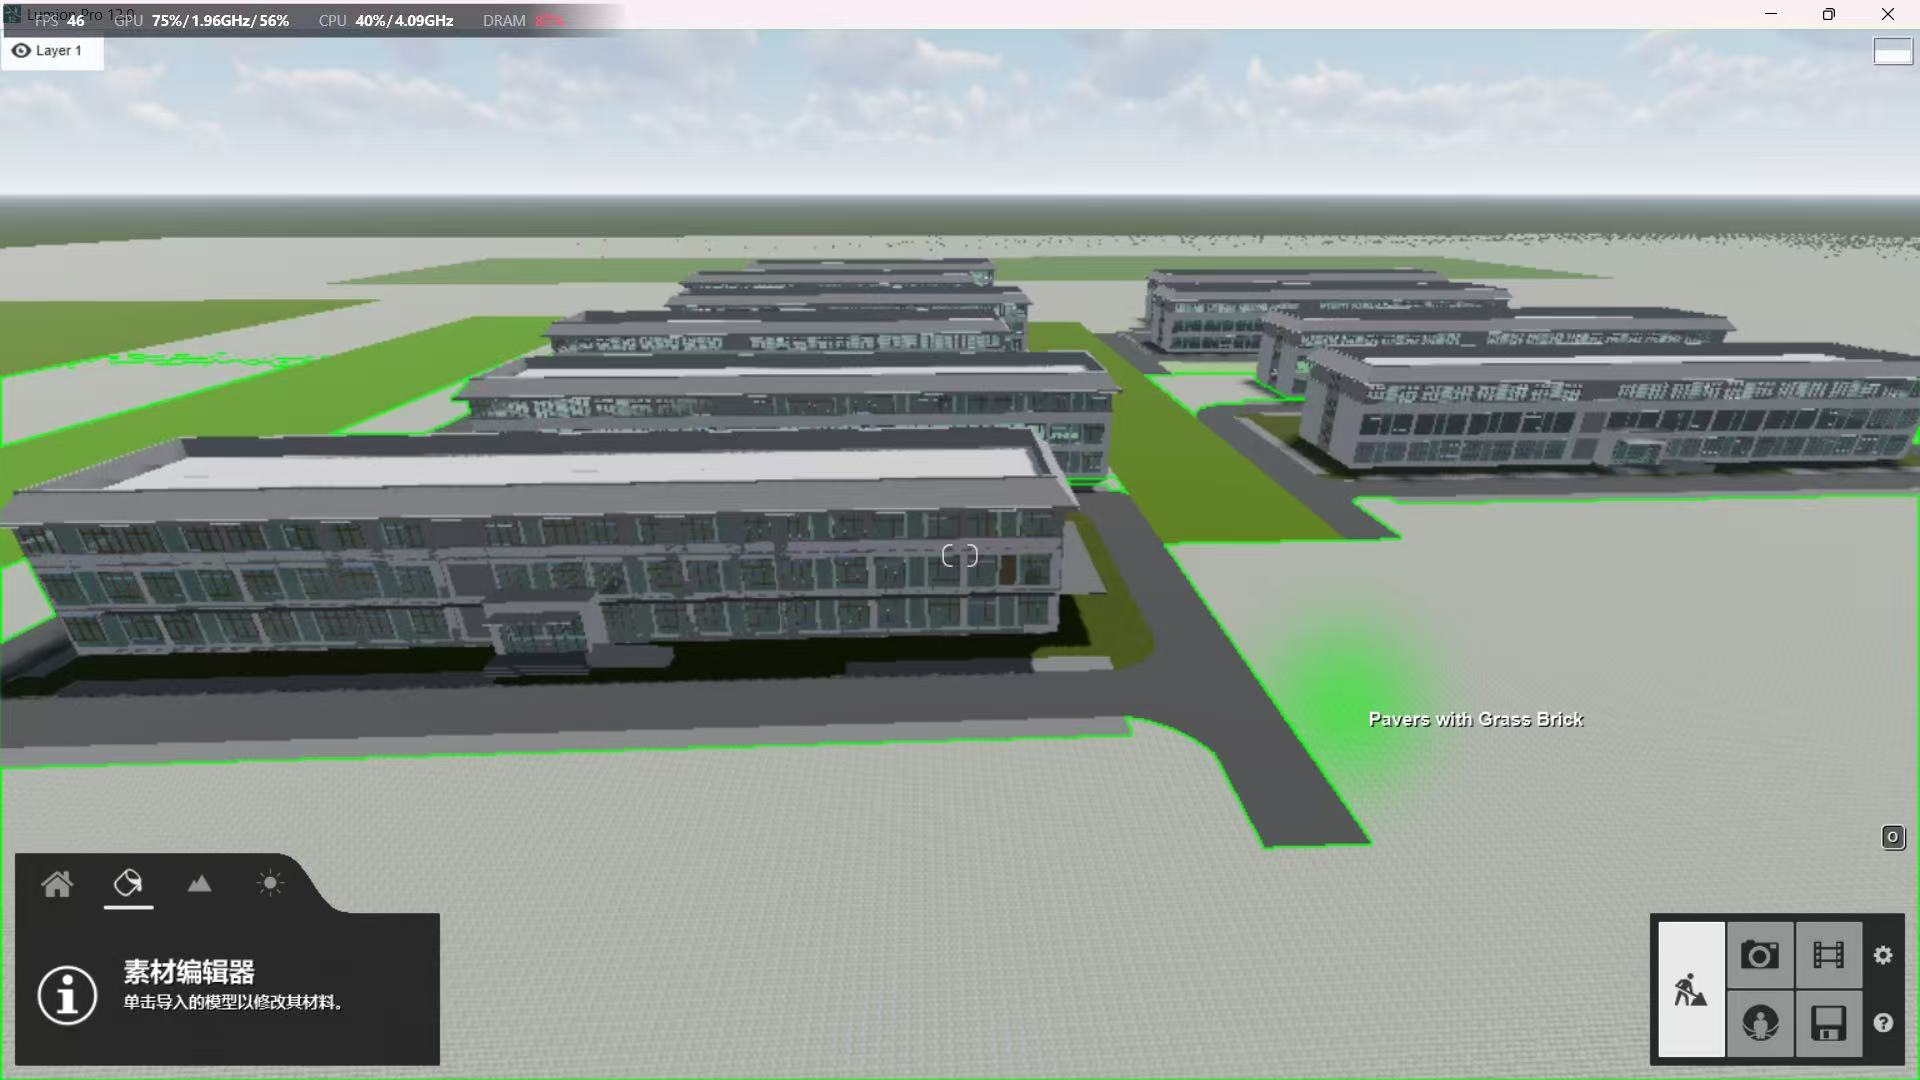 Lumion Pro 12.0
FPS 46 GPU 75%/1.96GHz/56% CPU 40%/4.09GHz DRAM 87%
Layer 1
Pavers with Grass Brick
O
素材编辑器
单击导入的模型以修改其材料。
?